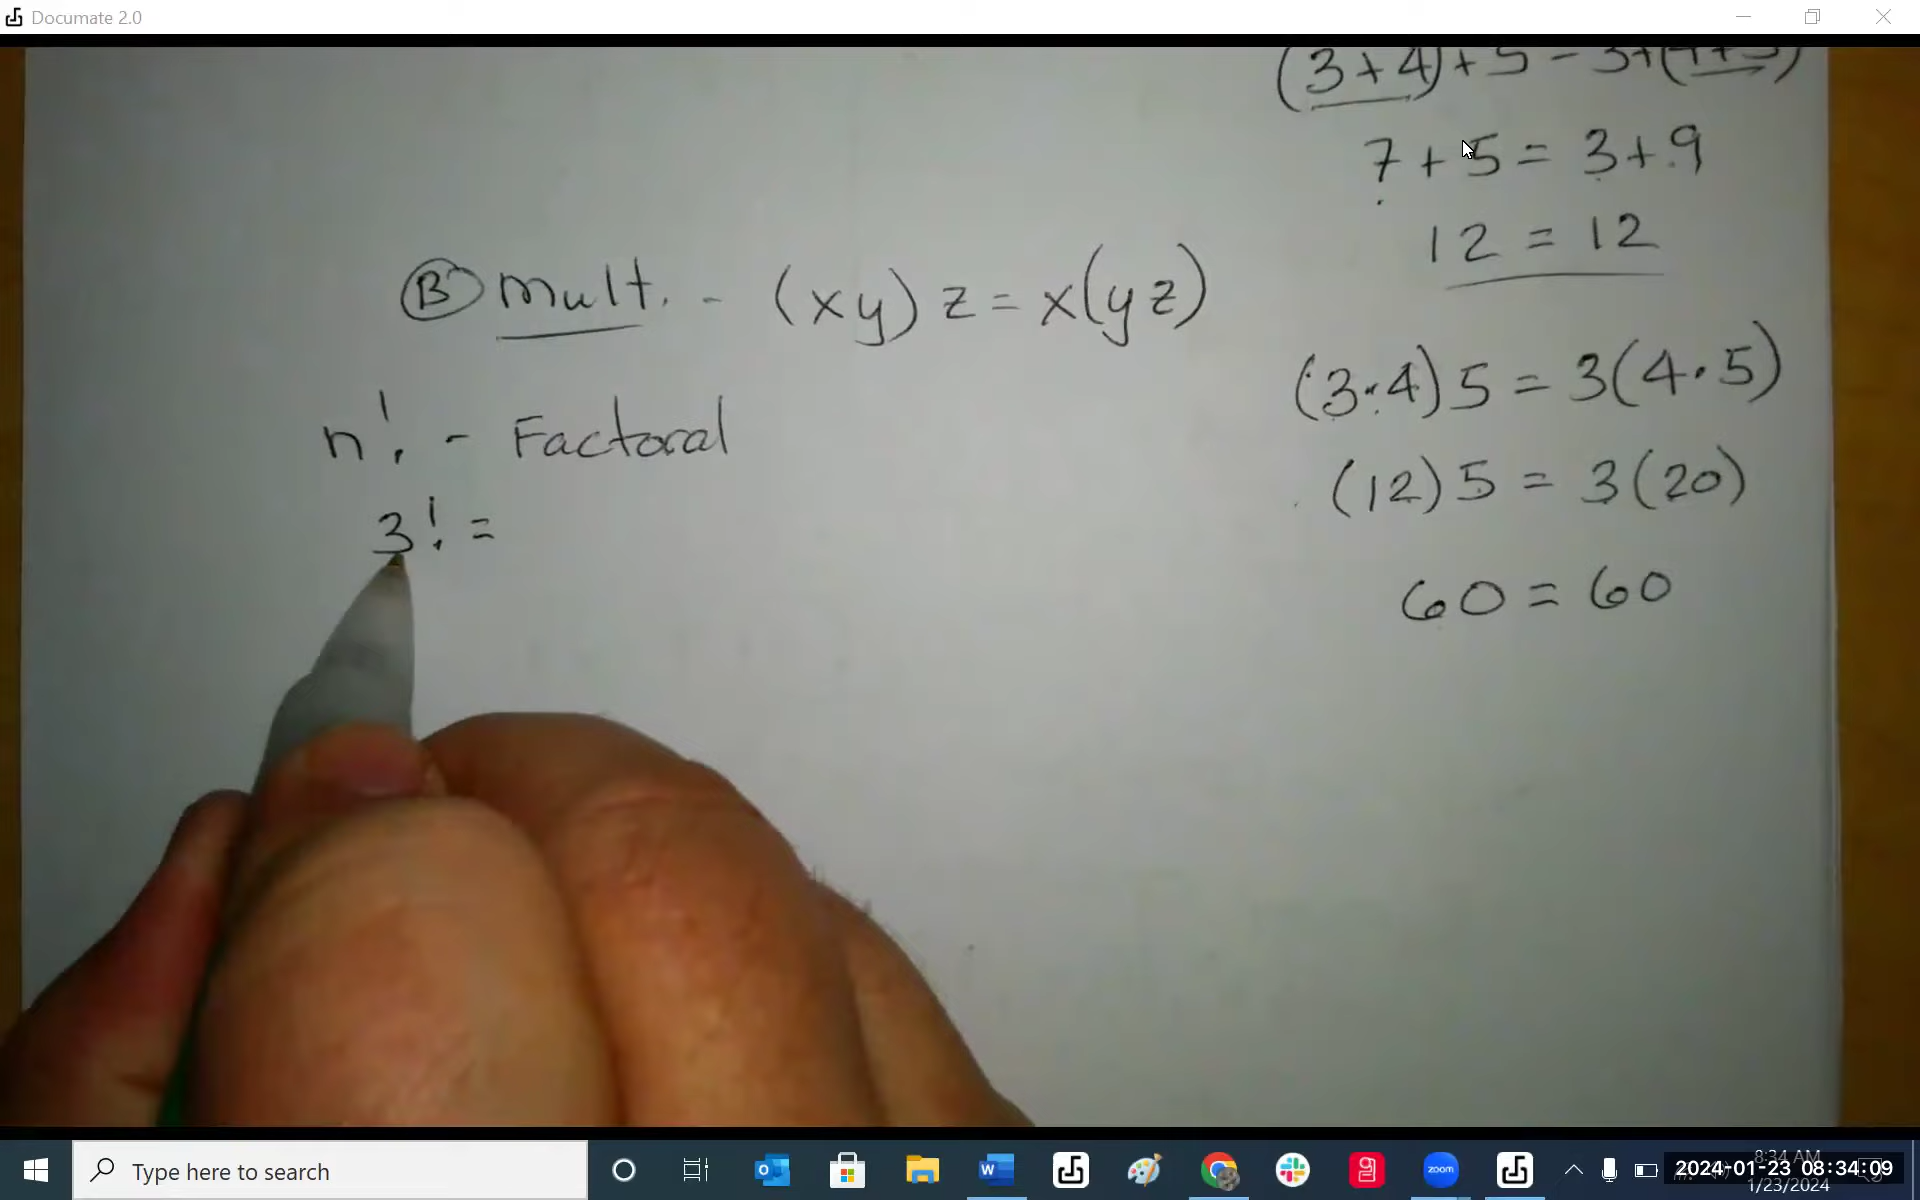 Documate 2.0
(3+4)+5 = 3+(4+5)
7+5 = 3+9
12 = 12
Ⓑ Mult. - (xy)z = x(yz)
(3·4)5 = 3(4·5)
n! - Factoral
(12)5 = 3(20)
3! =
60 = 60
Type here to search
8:34 AM
2024-01-23 08:34:09
1/23/2024
zoom